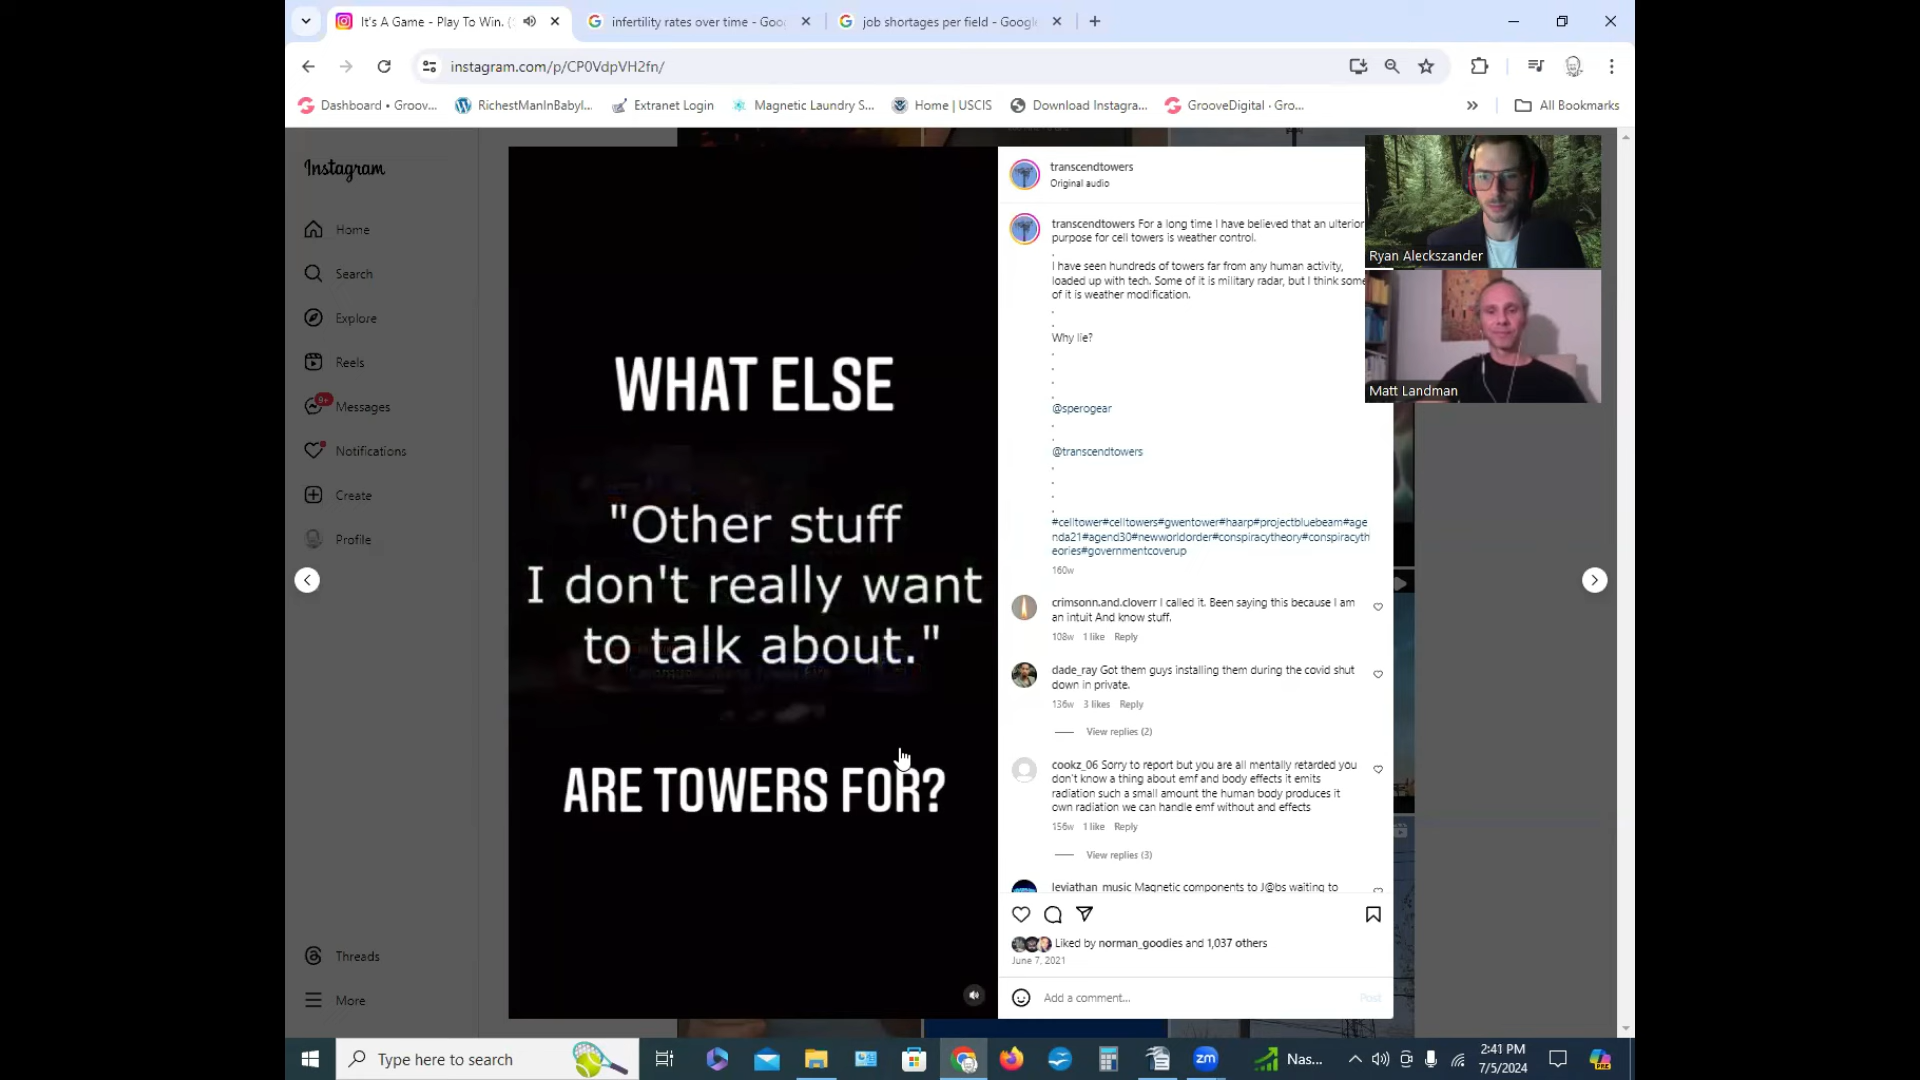 It's A Game - Play To Win. (
infertility rates over time - Goo
job shortages per field - Google
instagram.com/p/CP0VdpVH2fn/
Dashboard • Groov...
RichestManInBabyl...
Extranet Login
Magnetic Laundry S...
Home | USCIS
Download Instagra...
GrooveDigital · Gro...
All Bookmarks
Instagram
Home
Search
Explore
Reels
9+
Messages
Notifications
Create
Profile
Threads
More
WHAT ELSE
"Other stuff
I don't really want
to talk about."
ARE TOWERS FOR?
transcendtowers
Original audio
transcendtowers For a long time I have believed that an ulterior
purpose for cell towers is weather control.
.
I have seen hundreds of towers far from any human activity,
loaded up with tech. Some of it is military radar, but I think some
of it is weather modification.
.
.
Why lie?
.
.
.
.
@sperogear
.
.
@transcendtowers
.
.
.
.
#celltower#celltowers#gwentower#haarp#projectbluebeam#age
nda21#agend30#newworldorder#conspiracytheory#conspiracyth
eories#governmentcoverup
160w
crimsonn.and.cloverr I called it. Been saying this because I am
an intuit And know stuff.
108w 1 like Reply
dade_ray Got them guys installing them during the covid shut
down in private.
136w 3 likes Reply
View replies (2)
cookz_06 Sorry to report but you are all mentally retarded you
don't know a thing about emf and body effects it emits
radiation such a small amount the human body produces it
own radiation we can handle emf without and effects
156w 1 like Reply
View replies (3)
leviathan_music Magnetic components to J@bs waiting to
Liked by norman_goodies and 1,037 others
June 7, 2021
Add a comment...
Post
Ryan Aleckszander
Matt Landman
Type here to search
zm
Nas...
2:41 PM
7/5/2024
PRE